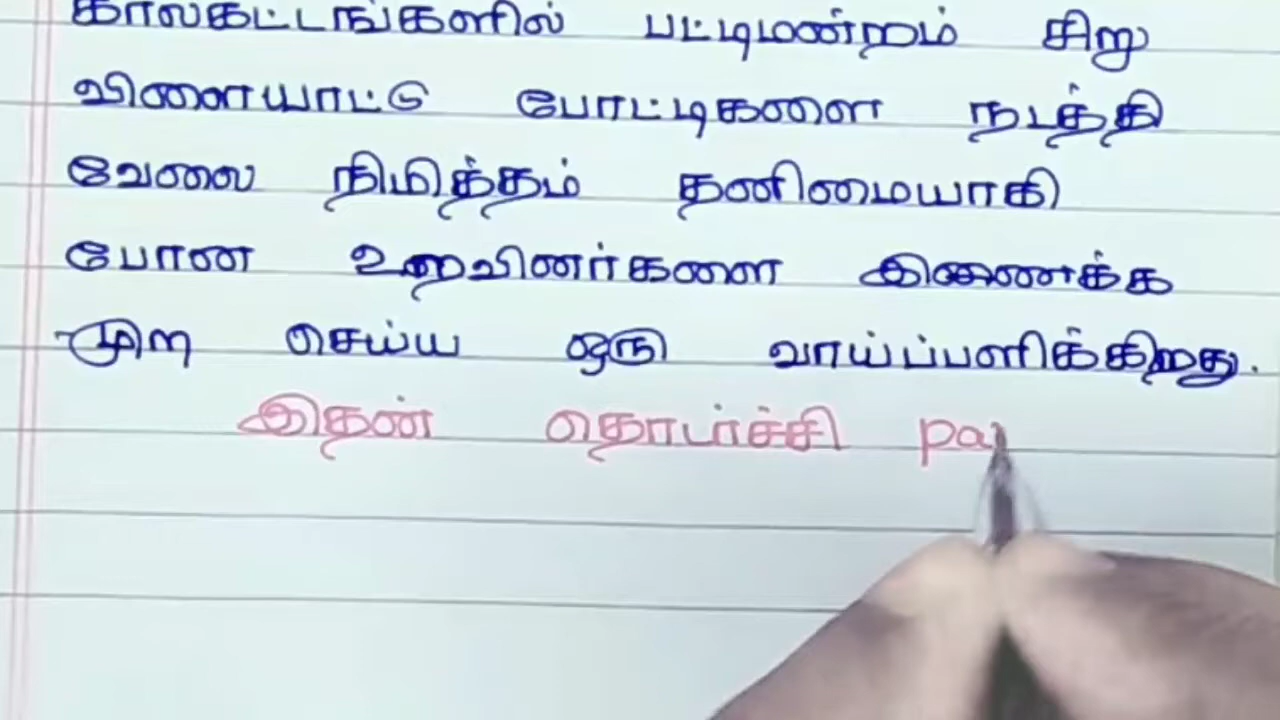 காலகட்டங்களில் பட்டிமன்றம் சிறு
விளையாட்டு போட்டிகளை நடத்தி
வேலை நிமித்தம் தனிமையாகி
போன உறவினர்களை இணைக்க
செய்ய ஒரு வாய்ப்பளிக்கிறது.
இதன் தொடர்ச்சி pa